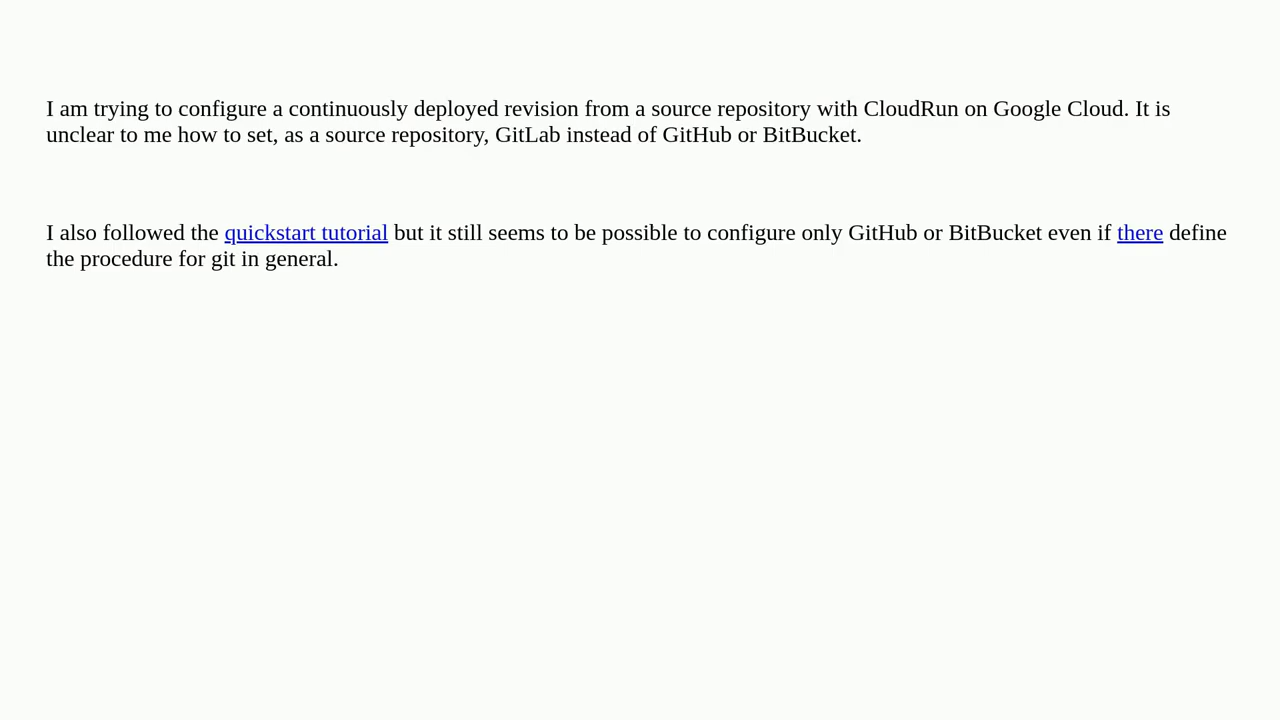 I am trying to configure a continuously deployed revision from a source repository with CloudRun on Google Cloud. It is
unclear to me how to set, as a source repository, GitLab instead of GitHub or BitBucket.
I also followed the quickstart tutorial but it still seems to be possible to configure only GitHub or BitBucket even if there define
the procedure for git in general.